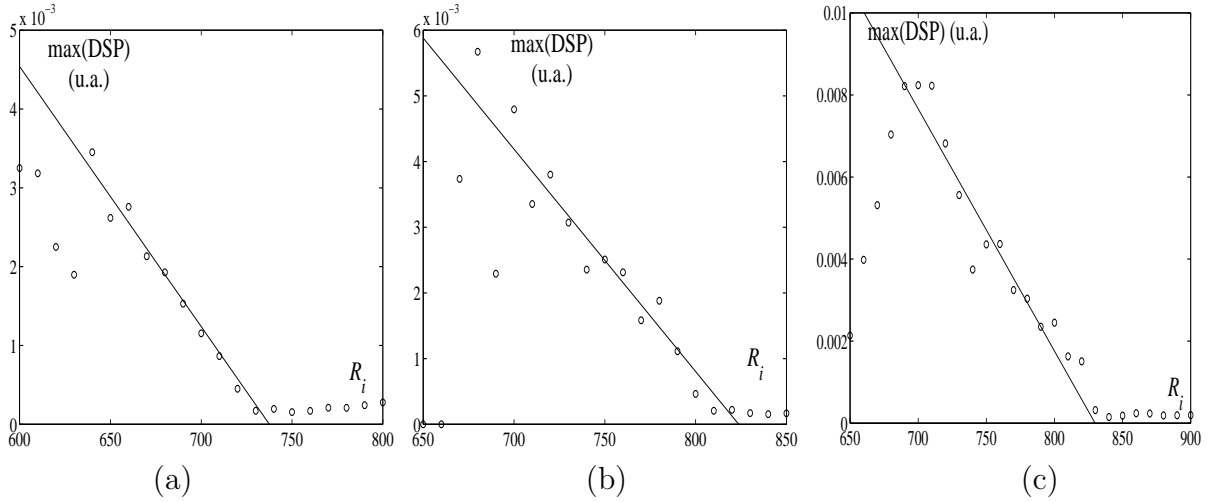 x 10⁻³
5
4
3
2
1
0
600
650
700
750
800
max(DSP)
(u.a.)
R_i
(a)
x 10⁻³
6
5
4
3
2
1
0
650
700
750
800
850
max(DSP)
(u.a.)
R_i
(b)
0.01
0.008
0.006
0.004
0.002
0
650
700
750
800
850
900
max(DSP) (u.a.)
R_i
(c)